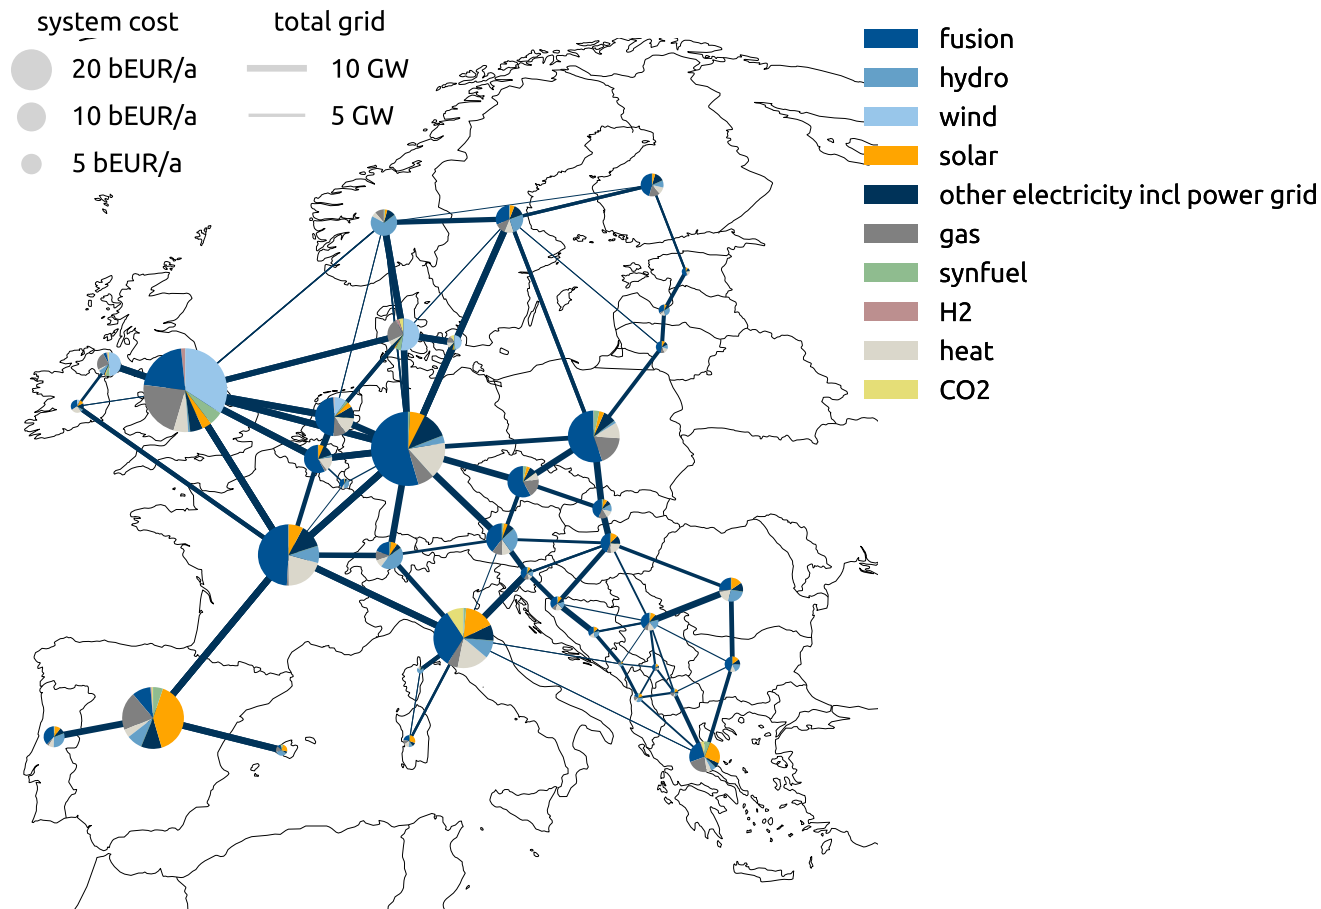 system cost
20 bEUR/a
10 bEUR/a
5 bEUR/a
total grid
10 GW
5 GW
fusion
hydro
wind
solar
other electricity incl power grid
gas
synfuel
H2
heat
CO2